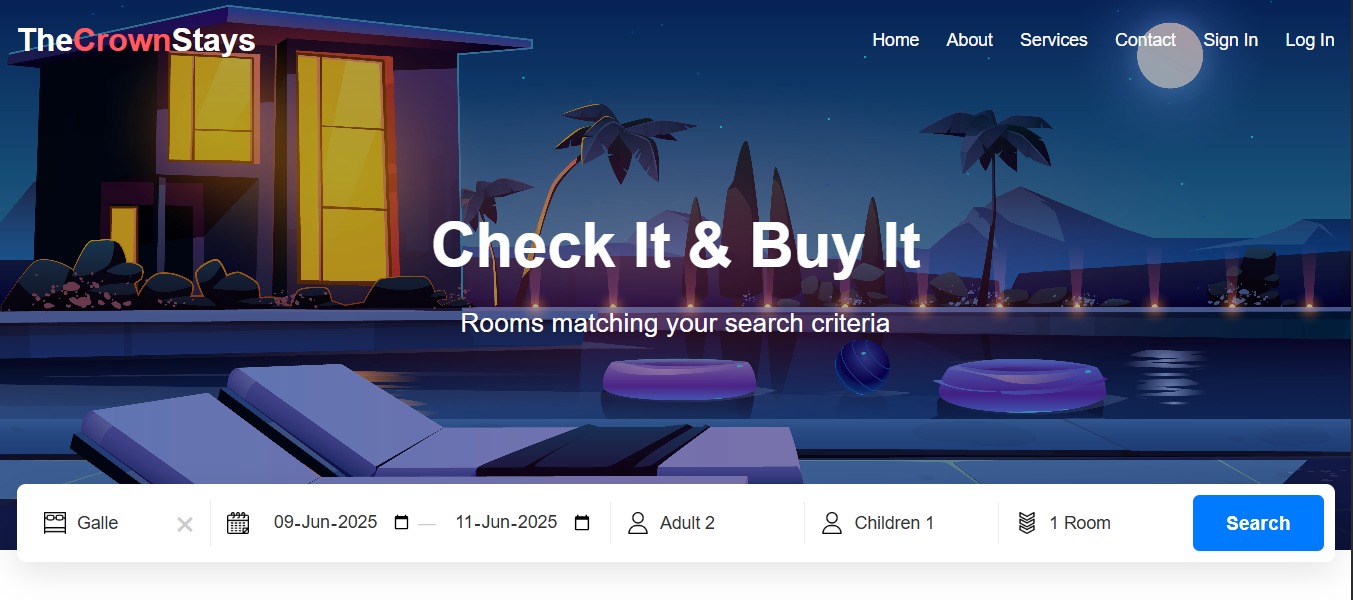 TheCrownStays
Home About Services Contact Sign In Log In
Check It & Buy It
Rooms matching your search criteria
Galle × 09-Jun-2025 — 11-Jun-2025 Adult 2 Children 1 1 Room Search